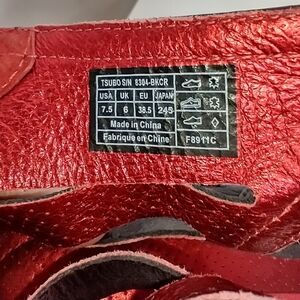 TSUBO S/N 8304-BKCR
USA UK EU JAPAN
7.5 6 38.5 245
Made in China
Fabriqué en Chine
F8911C